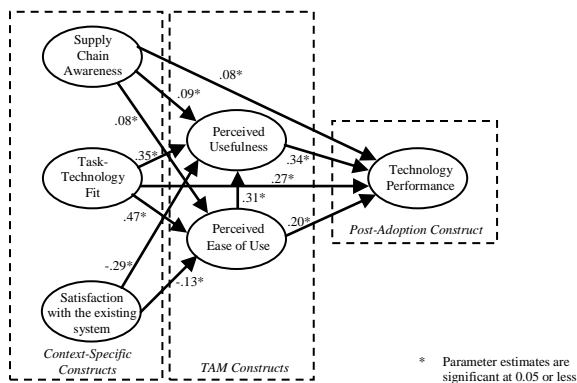 Supply
Chain
Awareness
.08*
.09*
.08*
Perceived
Usefulness
Task-
Technology
Fit
.35*
.34*
.27*
Technology
Performance
.47*
.31*
.20*
Perceived
Ease of Use
Post-Adoption Construct
-.29*
-.13*
Satisfaction
with the existing
system
Context-Specific
Constructs
TAM Constructs
* Parameter estimates are
significant at 0.05 or less